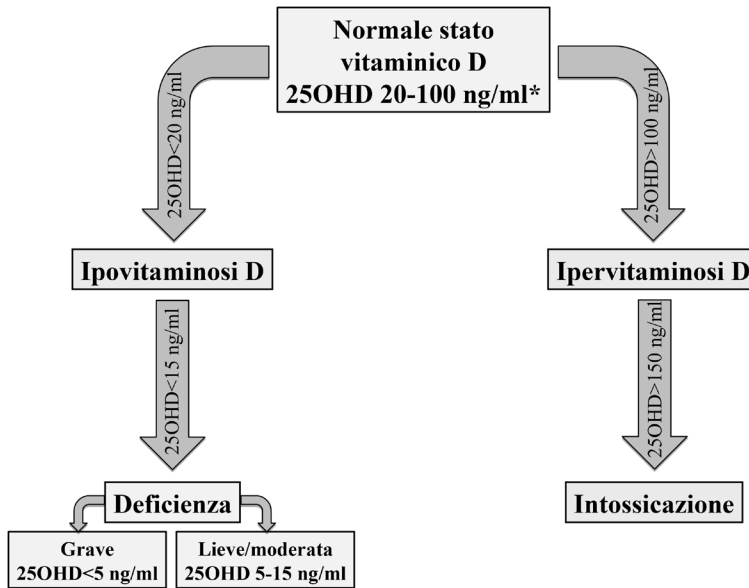 Normale stato
vitaminico D
25OHD 20-100 ng/ml*
25OHD<20 ng/ml
25OHD>100 ng/ml
Ipovitaminosi D
Ipervitaminosi D
25OHD<15 ng/ml
25OHD>150 ng/ml
Deficienza
Intossicazione
Grave
25OHD<5 ng/ml
Lieve/moderata
25OHD 5-15 ng/ml